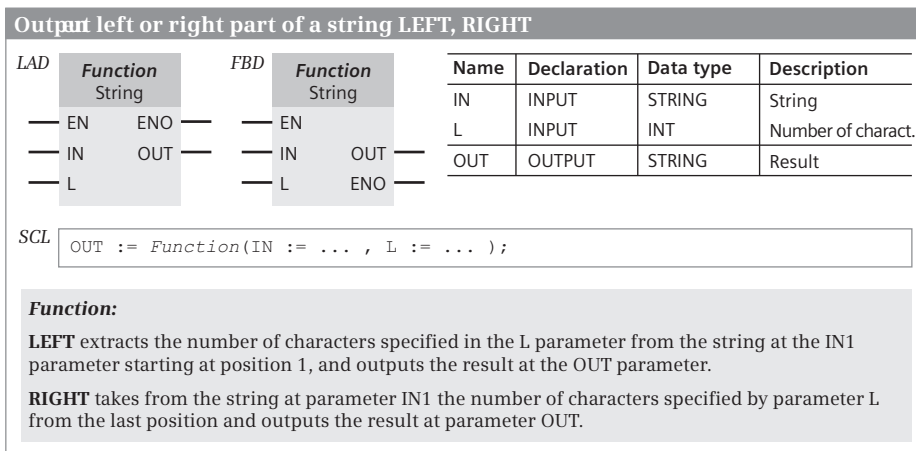 Output left or right part of a string LEFT, RIGHT
LAD
Function
String
EN ENO
IN OUT
L
FBD
Function
String
EN
IN OUT
L ENO
Name Declaration Data type Description
IN INPUT STRING String
L INPUT INT Number of charact.
OUT OUTPUT STRING Result
SCL
OUT := Function(IN := ... , L := ... );
Function:
LEFT extracts the number of characters specified in the L parameter from the string at the IN1
parameter starting at position 1, and outputs the result at the OUT parameter.
RIGHT takes from the string at parameter IN1 the number of characters specified by parameter L
from the last position and outputs the result at parameter OUT.